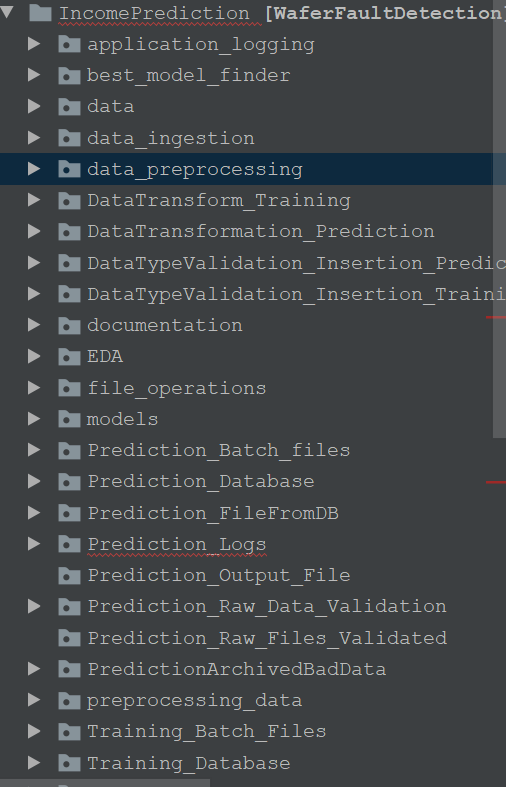 IncomePrediction [WaferFaultDetection]
application_logging
best_model_finder
data
data_ingestion
data_preprocessing
DataTransform_Training
DataTransformation_Prediction
DataTypeValidation_Insertion_Predic
DataTypeValidation_Insertion_Traini
documentation
EDA
file_operations
models
Prediction_Batch_files
Prediction_Database
Prediction_FileFromDB
Prediction_Logs
Prediction_Output_File
Prediction_Raw_Data_Validation
Prediction_Raw_Files_Validated
PredictionArchivedBadData
preprocessing_data
Training_Batch_Files
Training_Database